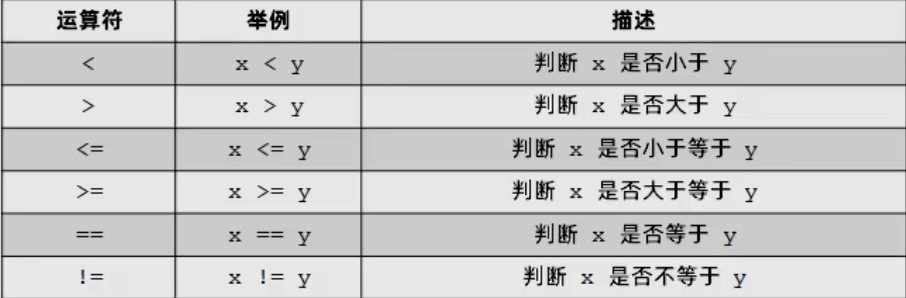 运算符 举例 描述
< x < y 判断 x 是否小于 y
> x > y 判断 x 是否大于 y
<= x <= y 判断 x 是否小于等于 y
>= x >= y 判断 x 是否大于等于 y
== x == y 判断 x 是否等于 y
!= x != y 判断 x 是否不等于 y